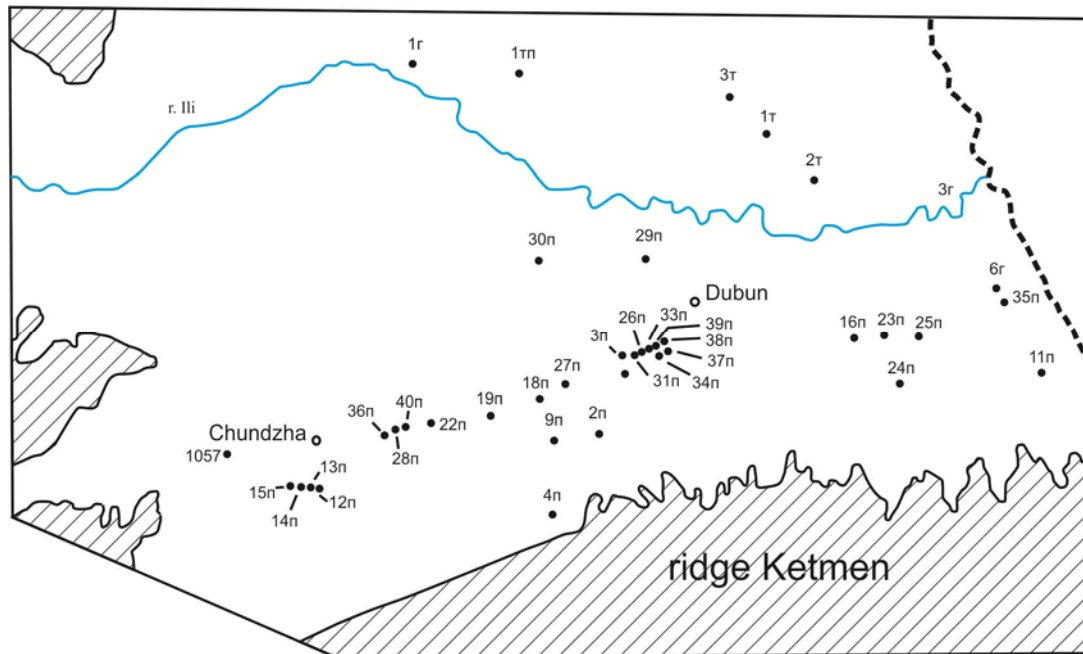 1г
1тп
3т
r. Ili
1т
2т
3г
30п
29п
6г
35п
Dubun
26п
33п
39п
38п
37п
34п
31п
3п
16п
23п
25п
24п
11п
27п
18п
19п
9п
2п
36п
40п
22п
28п
Chundzha
1057
13п
15п
12п
14п
4п
ridge Ketmen